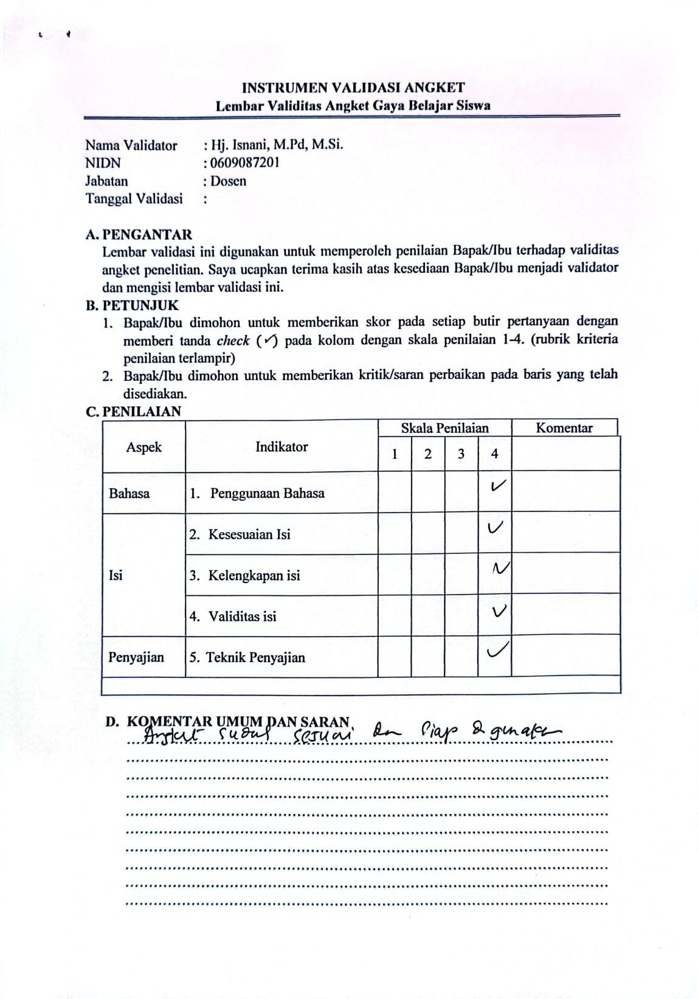 INSTRUMEN VALIDASI ANGKET
Lembar Validitas Angket Gaya Belajar Siswa
Nama Validator : Hj. Isnani, M.Pd, M.Si.
NIDN : 0609087201
Jabatan : Dosen
Tanggal Validasi :
A. PENGANTAR
Lembar validasi ini digunakan untuk memperoleh penilaian Bapak/Ibu terhadap validitas
angket penelitian. Saya ucapkan terima kasih atas kesediaan Bapak/Ibu menjadi validator
dan mengisi lembar validasi ini.
B. PETUNJUK
1. Bapak/Ibu dimohon untuk memberikan skor pada setiap butir pertanyaan dengan
memberi tanda check (✓) pada kolom dengan skala penilaian 1-4. (rubrik kriteria
penilaian terlampir)
2. Bapak/Ibu dimohon untuk memberikan kritik/saran perbaikan pada baris yang telah
disediakan.
C. PENILAIAN
Aspek Indikator Skala Penilaian Komentar
1 2 3 4
Bahasa 1. Penggunaan Bahasa ✓
2. Kesesuaian Isi ✓
Isi 3. Kelengkapan isi ✓
4. Validitas isi ✓
Penyajian 5. Teknik Penyajian ✓
D. KOMENTAR UMUM DAN SARAN
Angket sudah sesuai dan siap digunakan